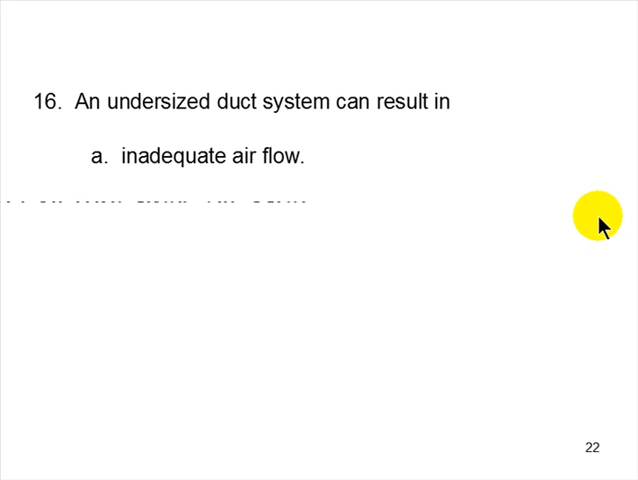 16. An undersized duct system can result in
a. inadequate air flow.
22